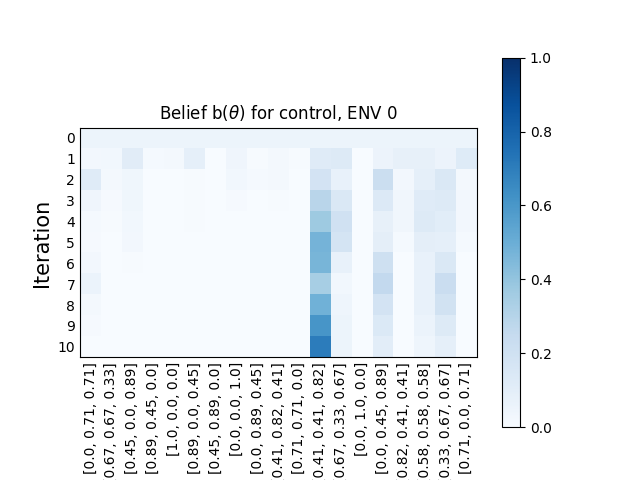 Belief b(θ) for control, ENV 0
Iteration
0
1
2
3
4
5
6
7
8
9
10
[0.0, 0.71, 0.71]
0.67, 0.67, 0.33]
[0.45, 0.0, 0.89]
[0.89, 0.45, 0.0]
[1.0, 0.0, 0.0]
[0.89, 0.0, 0.45]
[0.45, 0.89, 0.0]
[0.0, 0.0, 1.0]
[0.0, 0.89, 0.45]
0.41, 0.82, 0.41]
[0.71, 0.71, 0.0]
0.41, 0.41, 0.82]
0.67, 0.33, 0.67]
[0.0, 1.0, 0.0]
[0.0, 0.45, 0.89]
0.82, 0.41, 0.41]
0.58, 0.58, 0.58]
0.33, 0.67, 0.67]
[0.71, 0.0, 0.71]
1.0
0.8
0.6
0.4
0.2
0.0